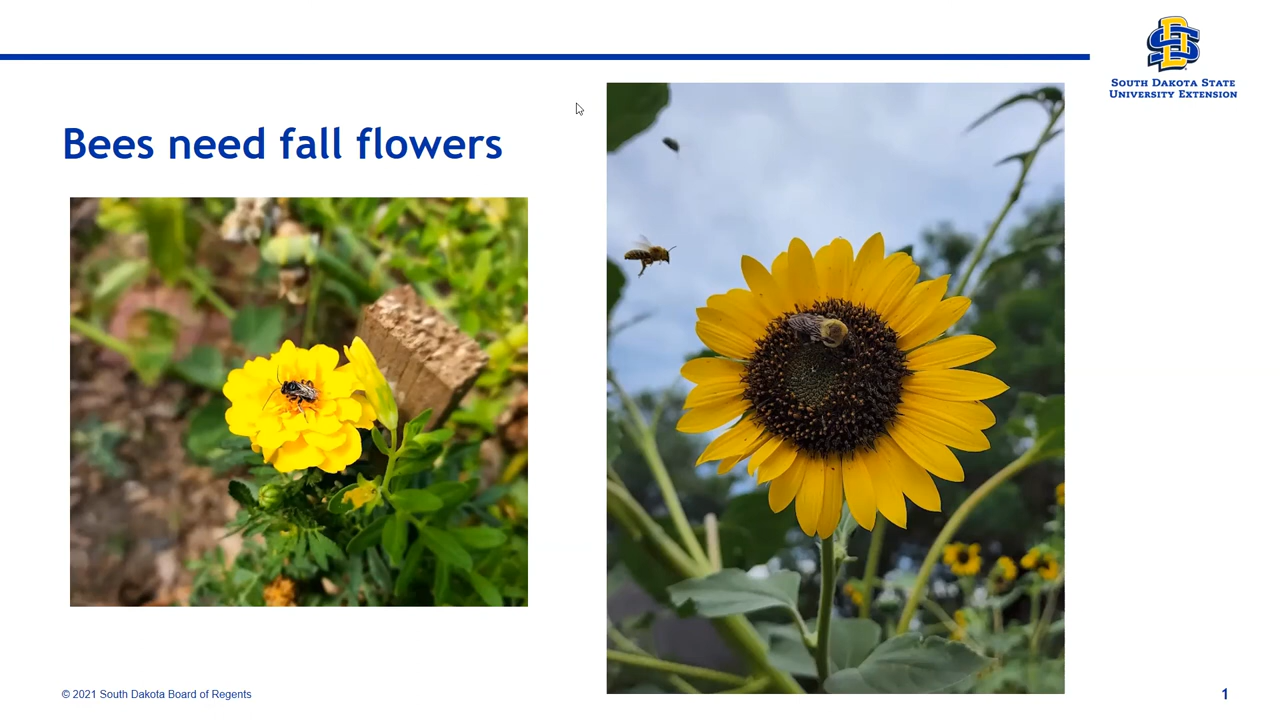 SOUTH DAKOTA STATE
UNIVERSITY EXTENSION
Bees need fall flowers
© 2021 South Dakota Board of Regents
1